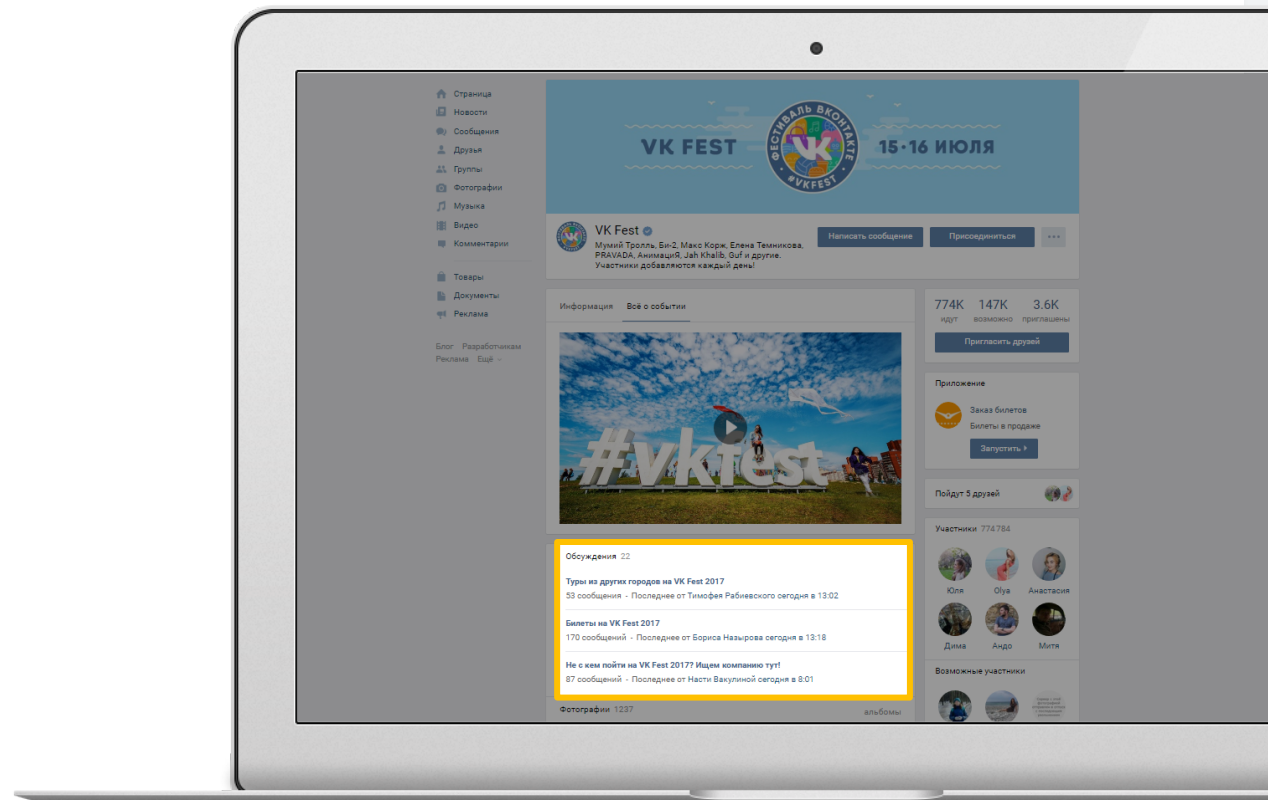 Страница
Новости
Сообщения
Друзья
Группы
Фотографии
Музыка
Видео
Комментарии
Товары
Документы
Реклама
Блог Разработчикам
Реклама Ещё
VK FEST
ФЕСТИВАЛЬ ВКОНТАКТЕ
#VKFEST
15-16 ИЮЛЯ
VK Fest
Мумий Тролль, Би-2, Макс Корж, Елена Темникова,
PRAVADA, АнимациЯ, Jah Khalib, Guf и другие.
Участники добавляются каждый день!
Написать сообщение
Присоединиться
Информация Всё о событии
#vkfest
Обсуждения 22
Туры из других городов на VK Fest 2017
53 сообщения - Последнее от Тимофея Рабиевского сегодня в 13:02
Билеты на VK Fest 2017
170 сообщений - Последнее от Бориса Назырова сегодня в 13:18
Не с кем пойти на VK Fest 2017? Ищем компанию тут!
87 сообщений - Последнее от Насти Вакулиной сегодня в 8:01
Фотографии 1237
альбомы
774K 147K 3.6K
идут возможно приглашены
Пригласить друзей
Приложение
Заказ билетов
Билеты в продаже
Запустить
Пойдут 5 друзей
Участники 774 784
Юля Olya Анастасия
Дима Андо Митя
Возможные участники